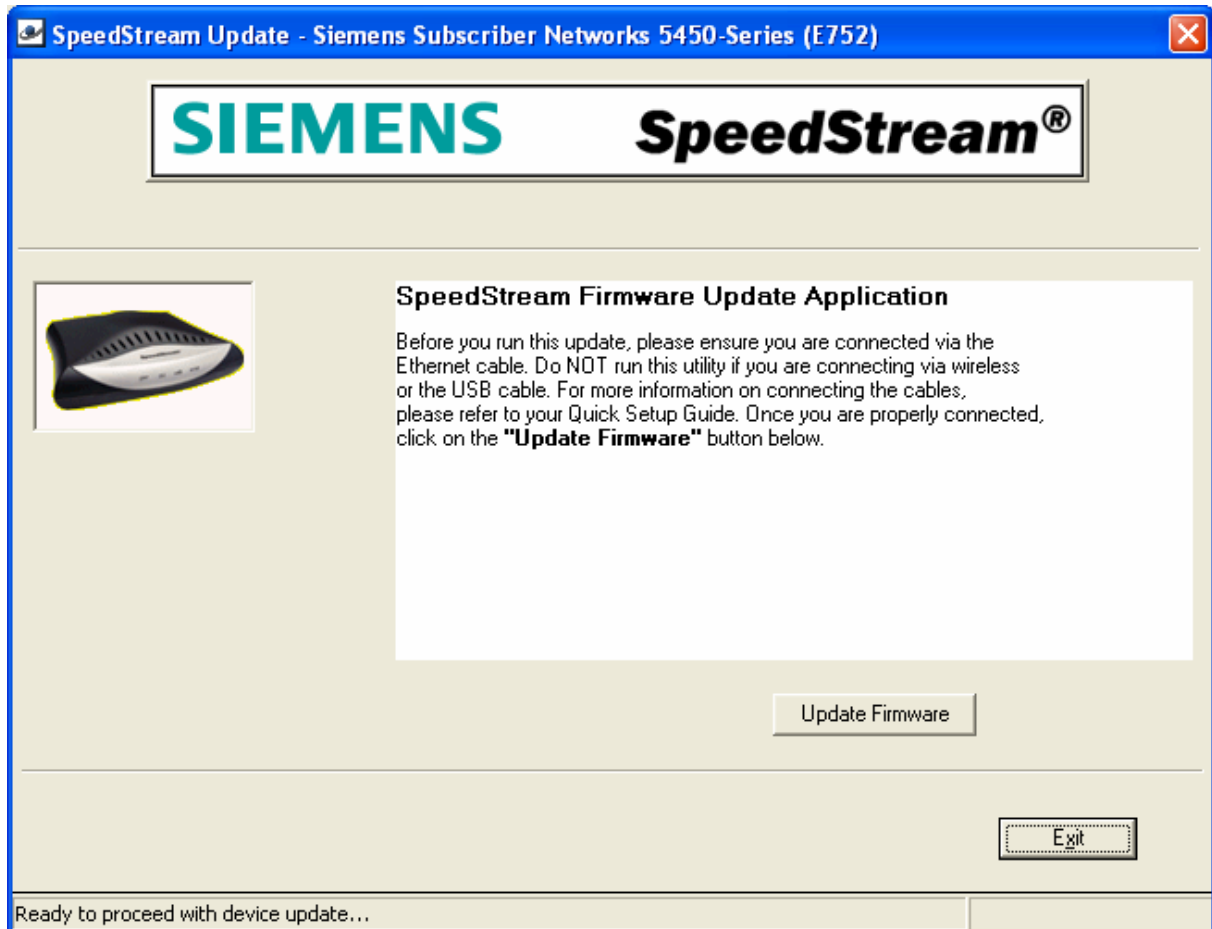 SpeedStream Update - Siemens Subscriber Networks 5450-Series (E752)
SIEMENS SpeedStream®
SpeedStream Firmware Update Application
Before you run this update, please ensure you are connected via the
Ethernet cable. Do NOT run this utility if you are connecting via wireless
or the USB cable. For more information on connecting the cables,
please refer to your Quick Setup Guide. Once you are properly connected,
click on the "Update Firmware" button below.
Update Firmware
Exit
Ready to proceed with device update...